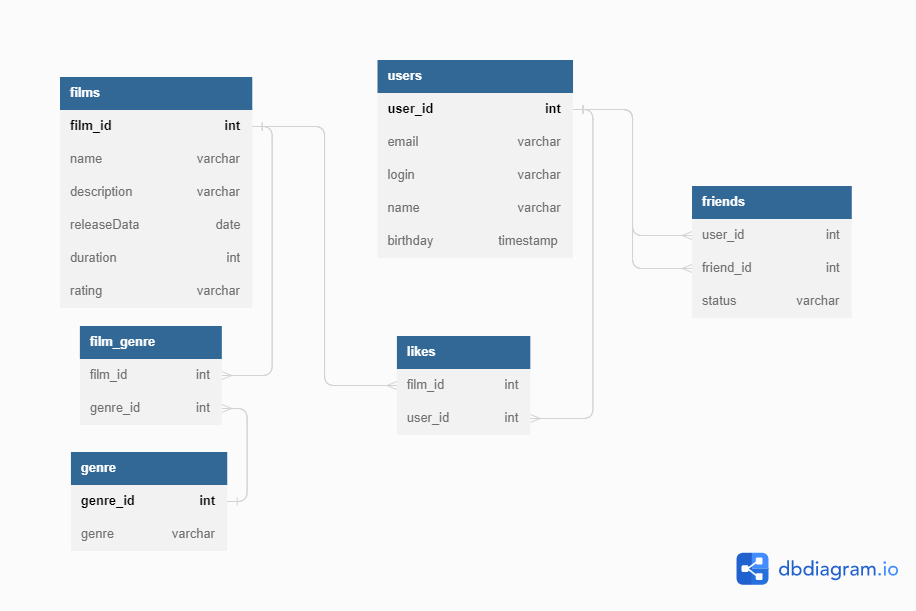 films
film_id int
name varchar
description varchar
releaseData date
duration int
rating varchar
film_genre
film_id int
genre_id int
genre
genre_id int
genre varchar
users
user_id int
email varchar
login varchar
name varchar
birthday timestamp
likes
film_id int
user_id int
friends
user_id int
friend_id int
status varchar
dbdiagram.io